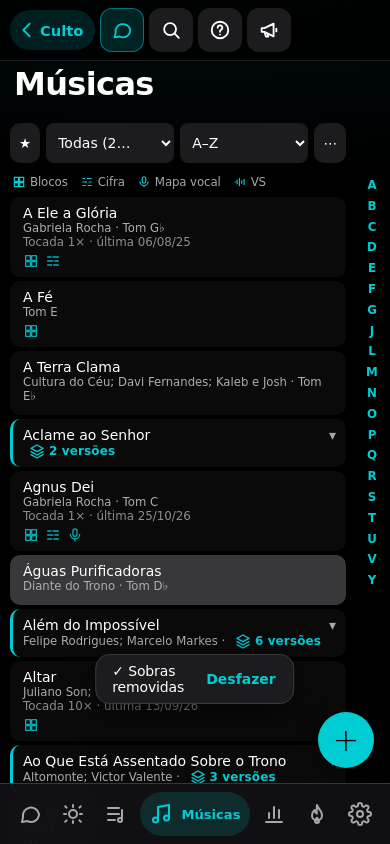 Culto
Músicas
★ Todas (2... A–Z ...
Blocos Cifra Mapa vocal VS
A Ele a Glória
Gabriela Rocha · Tom G♭
Tocada 1× · última 06/08/25
A Fé
Tom E
A Terra Clama
Cultura do Céu; Davi Fernandes; Kaleb e Josh · Tom
E♭
Aclame ao Senhor
2 versões
Agnus Dei
Gabriela Rocha · Tom C
Tocada 1× · última 25/10/26
Águas Purificadoras
Diante do Trono · Tom D♭
Além do Impossível
Felipe Rodrigues; Marcelo Markes · 6 versões
Altar
Juliano Son;
Tocada 10× · última 13/09/26
✓ Sobras
removidas
Desfazer
Ao Que Está Assentado Sobre o Trono
Altomonte; Victor Valente · 3 versões
A
B
C
D
E
F
G
J
L
M
N
O
P
Q
R
S
T
U
V
Y
Músicas